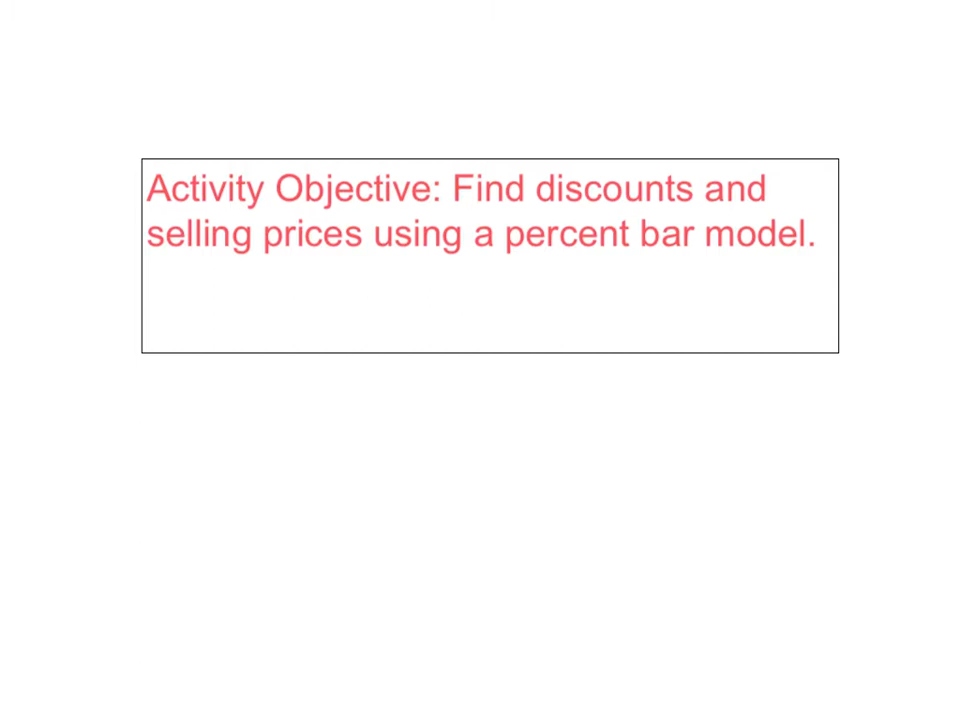 Activity Objective: Find discounts and
selling prices using a percent bar model.